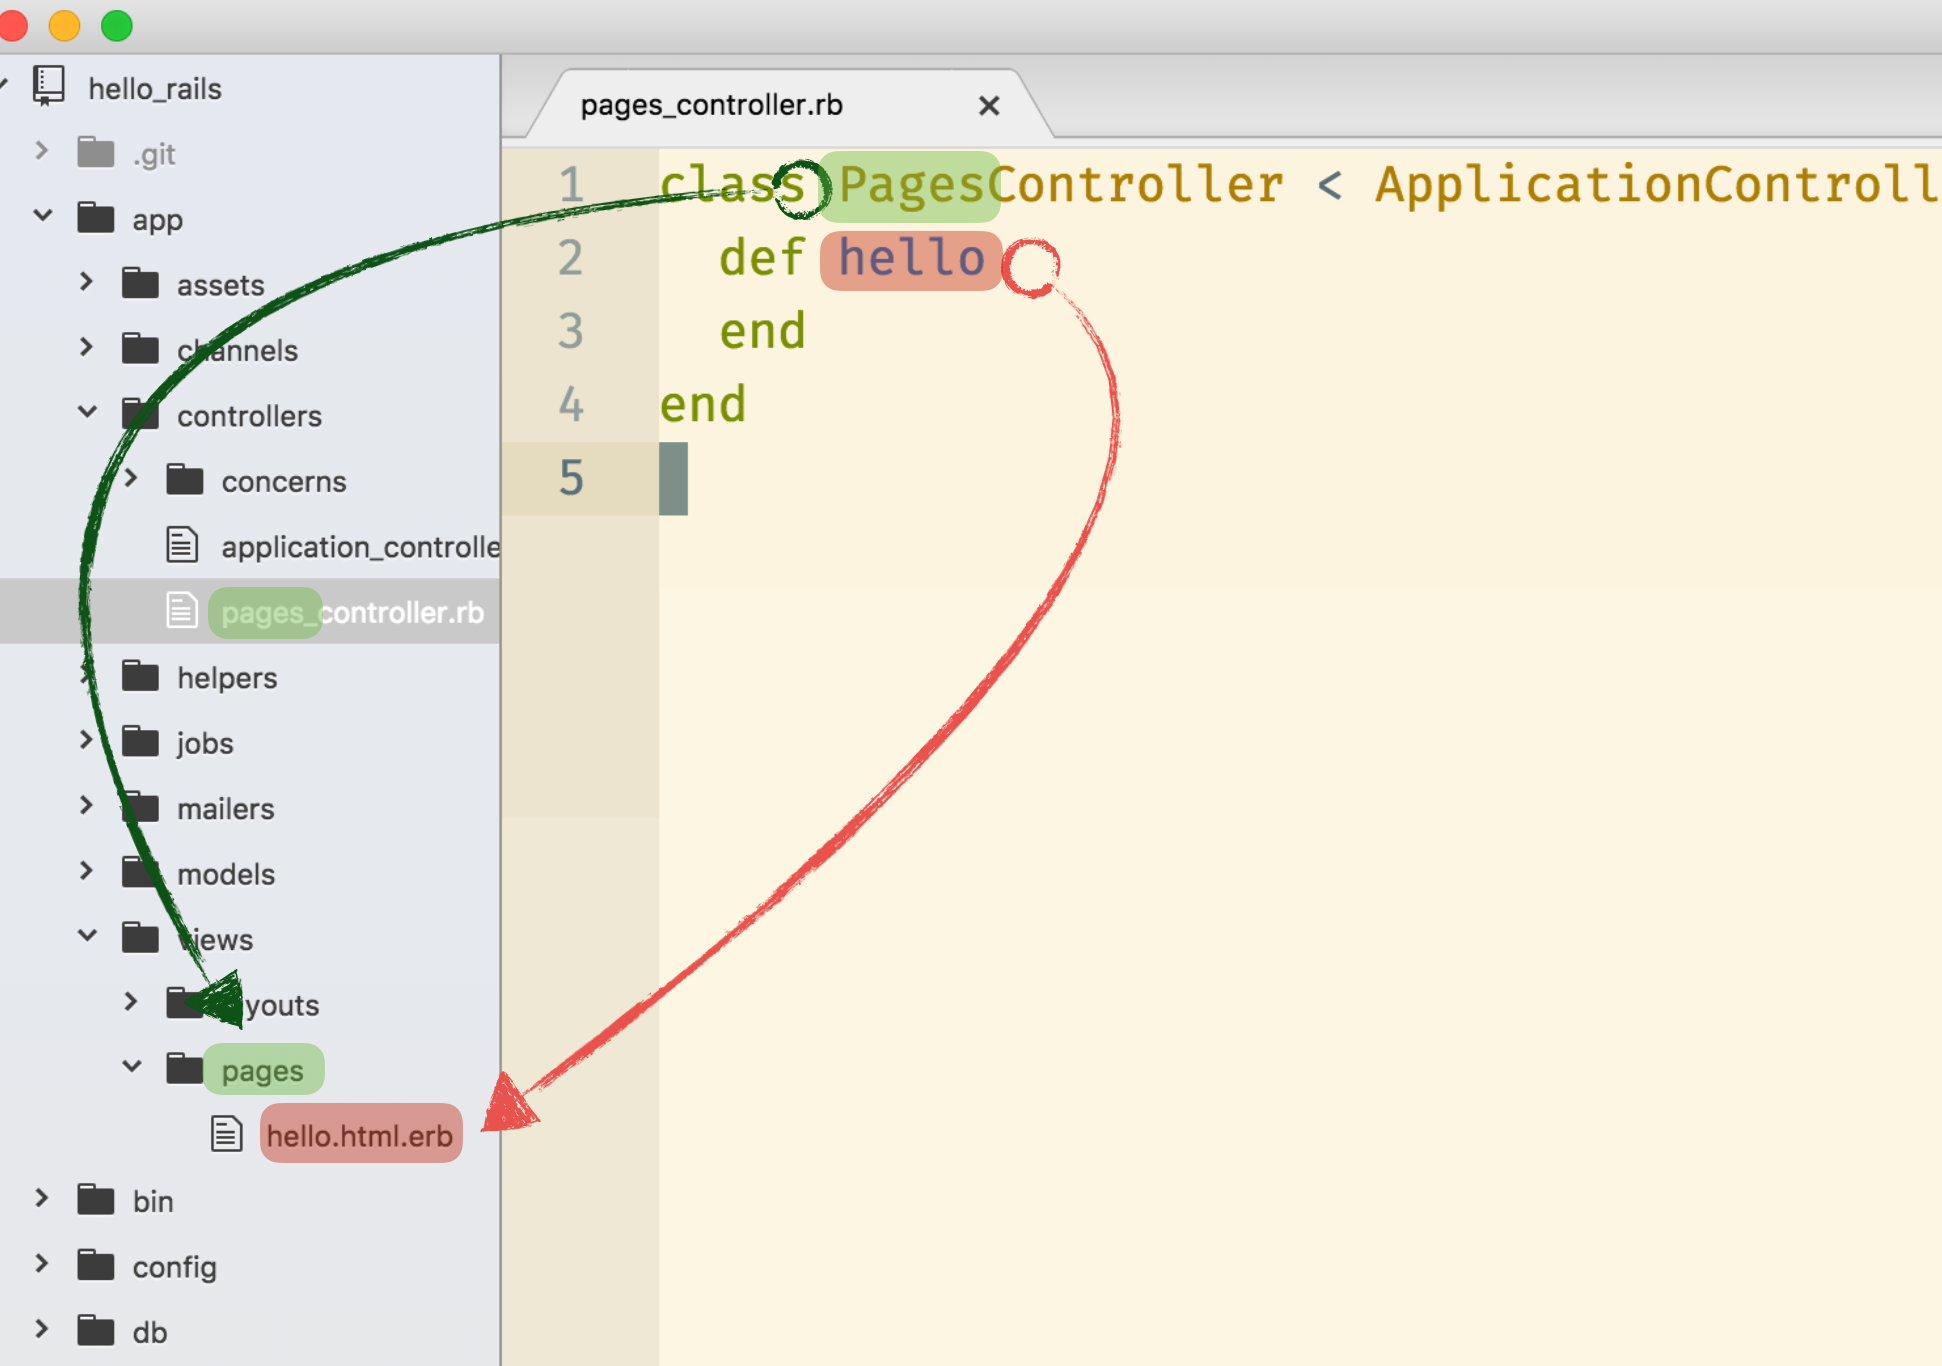 hello_rails
.git
app
assets
channels
controllers
concerns
application_controlle
pages_controller.rb
helpers
jobs
mailers
models
views
youts
pages
hello.html.erb
bin
config
db
pages_controller.rb
1 class PagesController < ApplicationControll
2 def hello
3 end
4 end
5